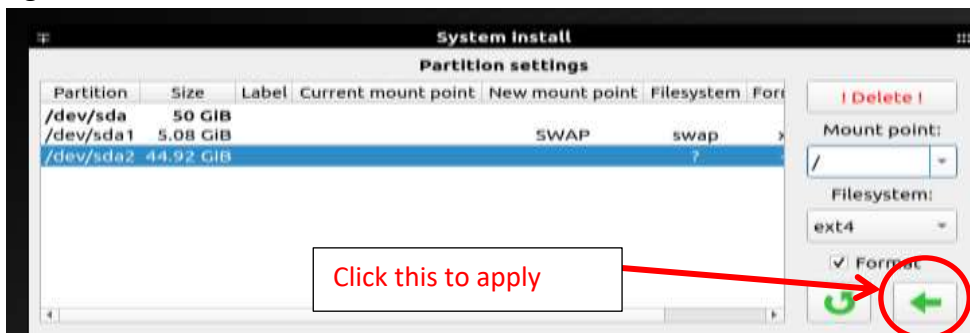 System install
Partition settings
Partition Size Label Current mount point New mount point Filesystem For
/dev/sda 50 GiB
/dev/sda1 5.08 GiB SWAP swap x
/dev/sda2 44.92 GiB ?
! Delete !
Mount point:
/
Filesystem:
ext4
Format
Click this to apply